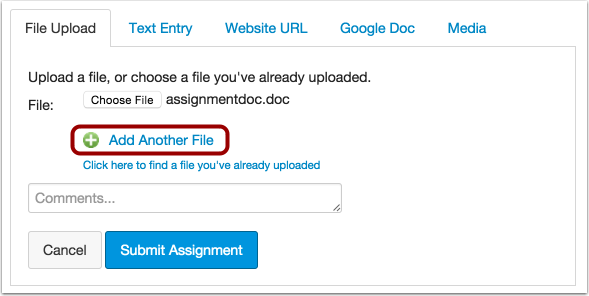 File Upload Text Entry Website URL Google Doc Media
Upload a file, or choose a file you've already uploaded.
File: Choose File assignmentdoc.doc
Add Another File
Click here to find a file you've already uploaded
Comments...
Cancel Submit Assignment